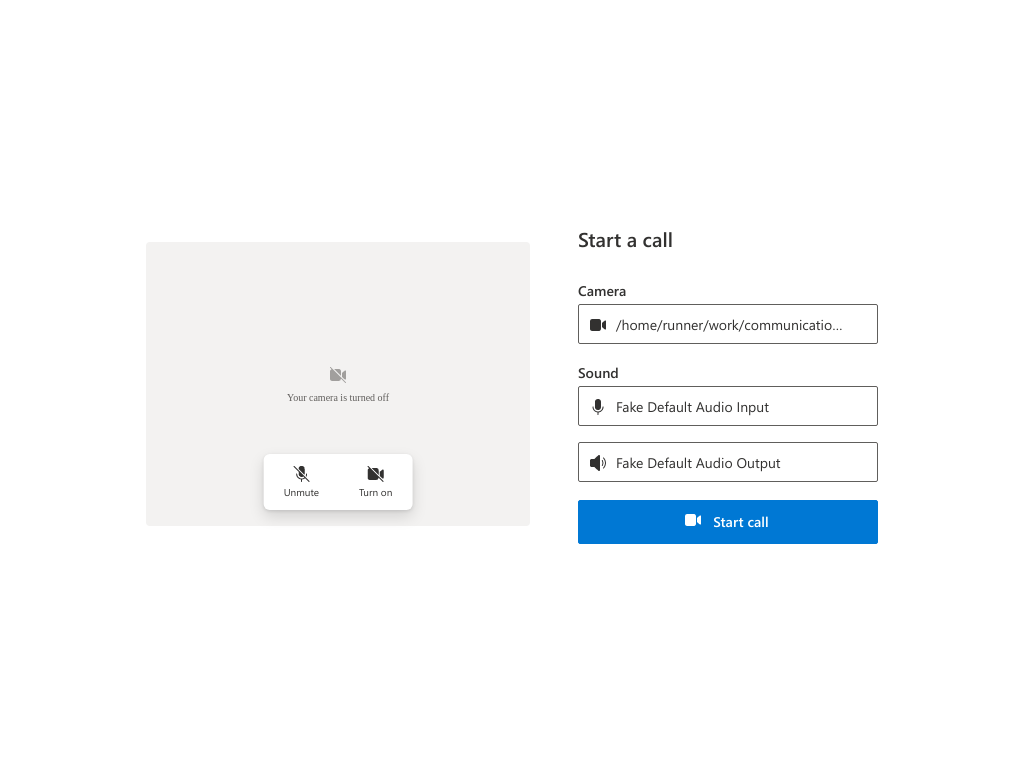 Start a call
Camera
/home/runner/work/communicatio...
Sound
Fake Default Audio Input
Fake Default Audio Output
Start call
Your camera is turned off
Unmute
Turn on